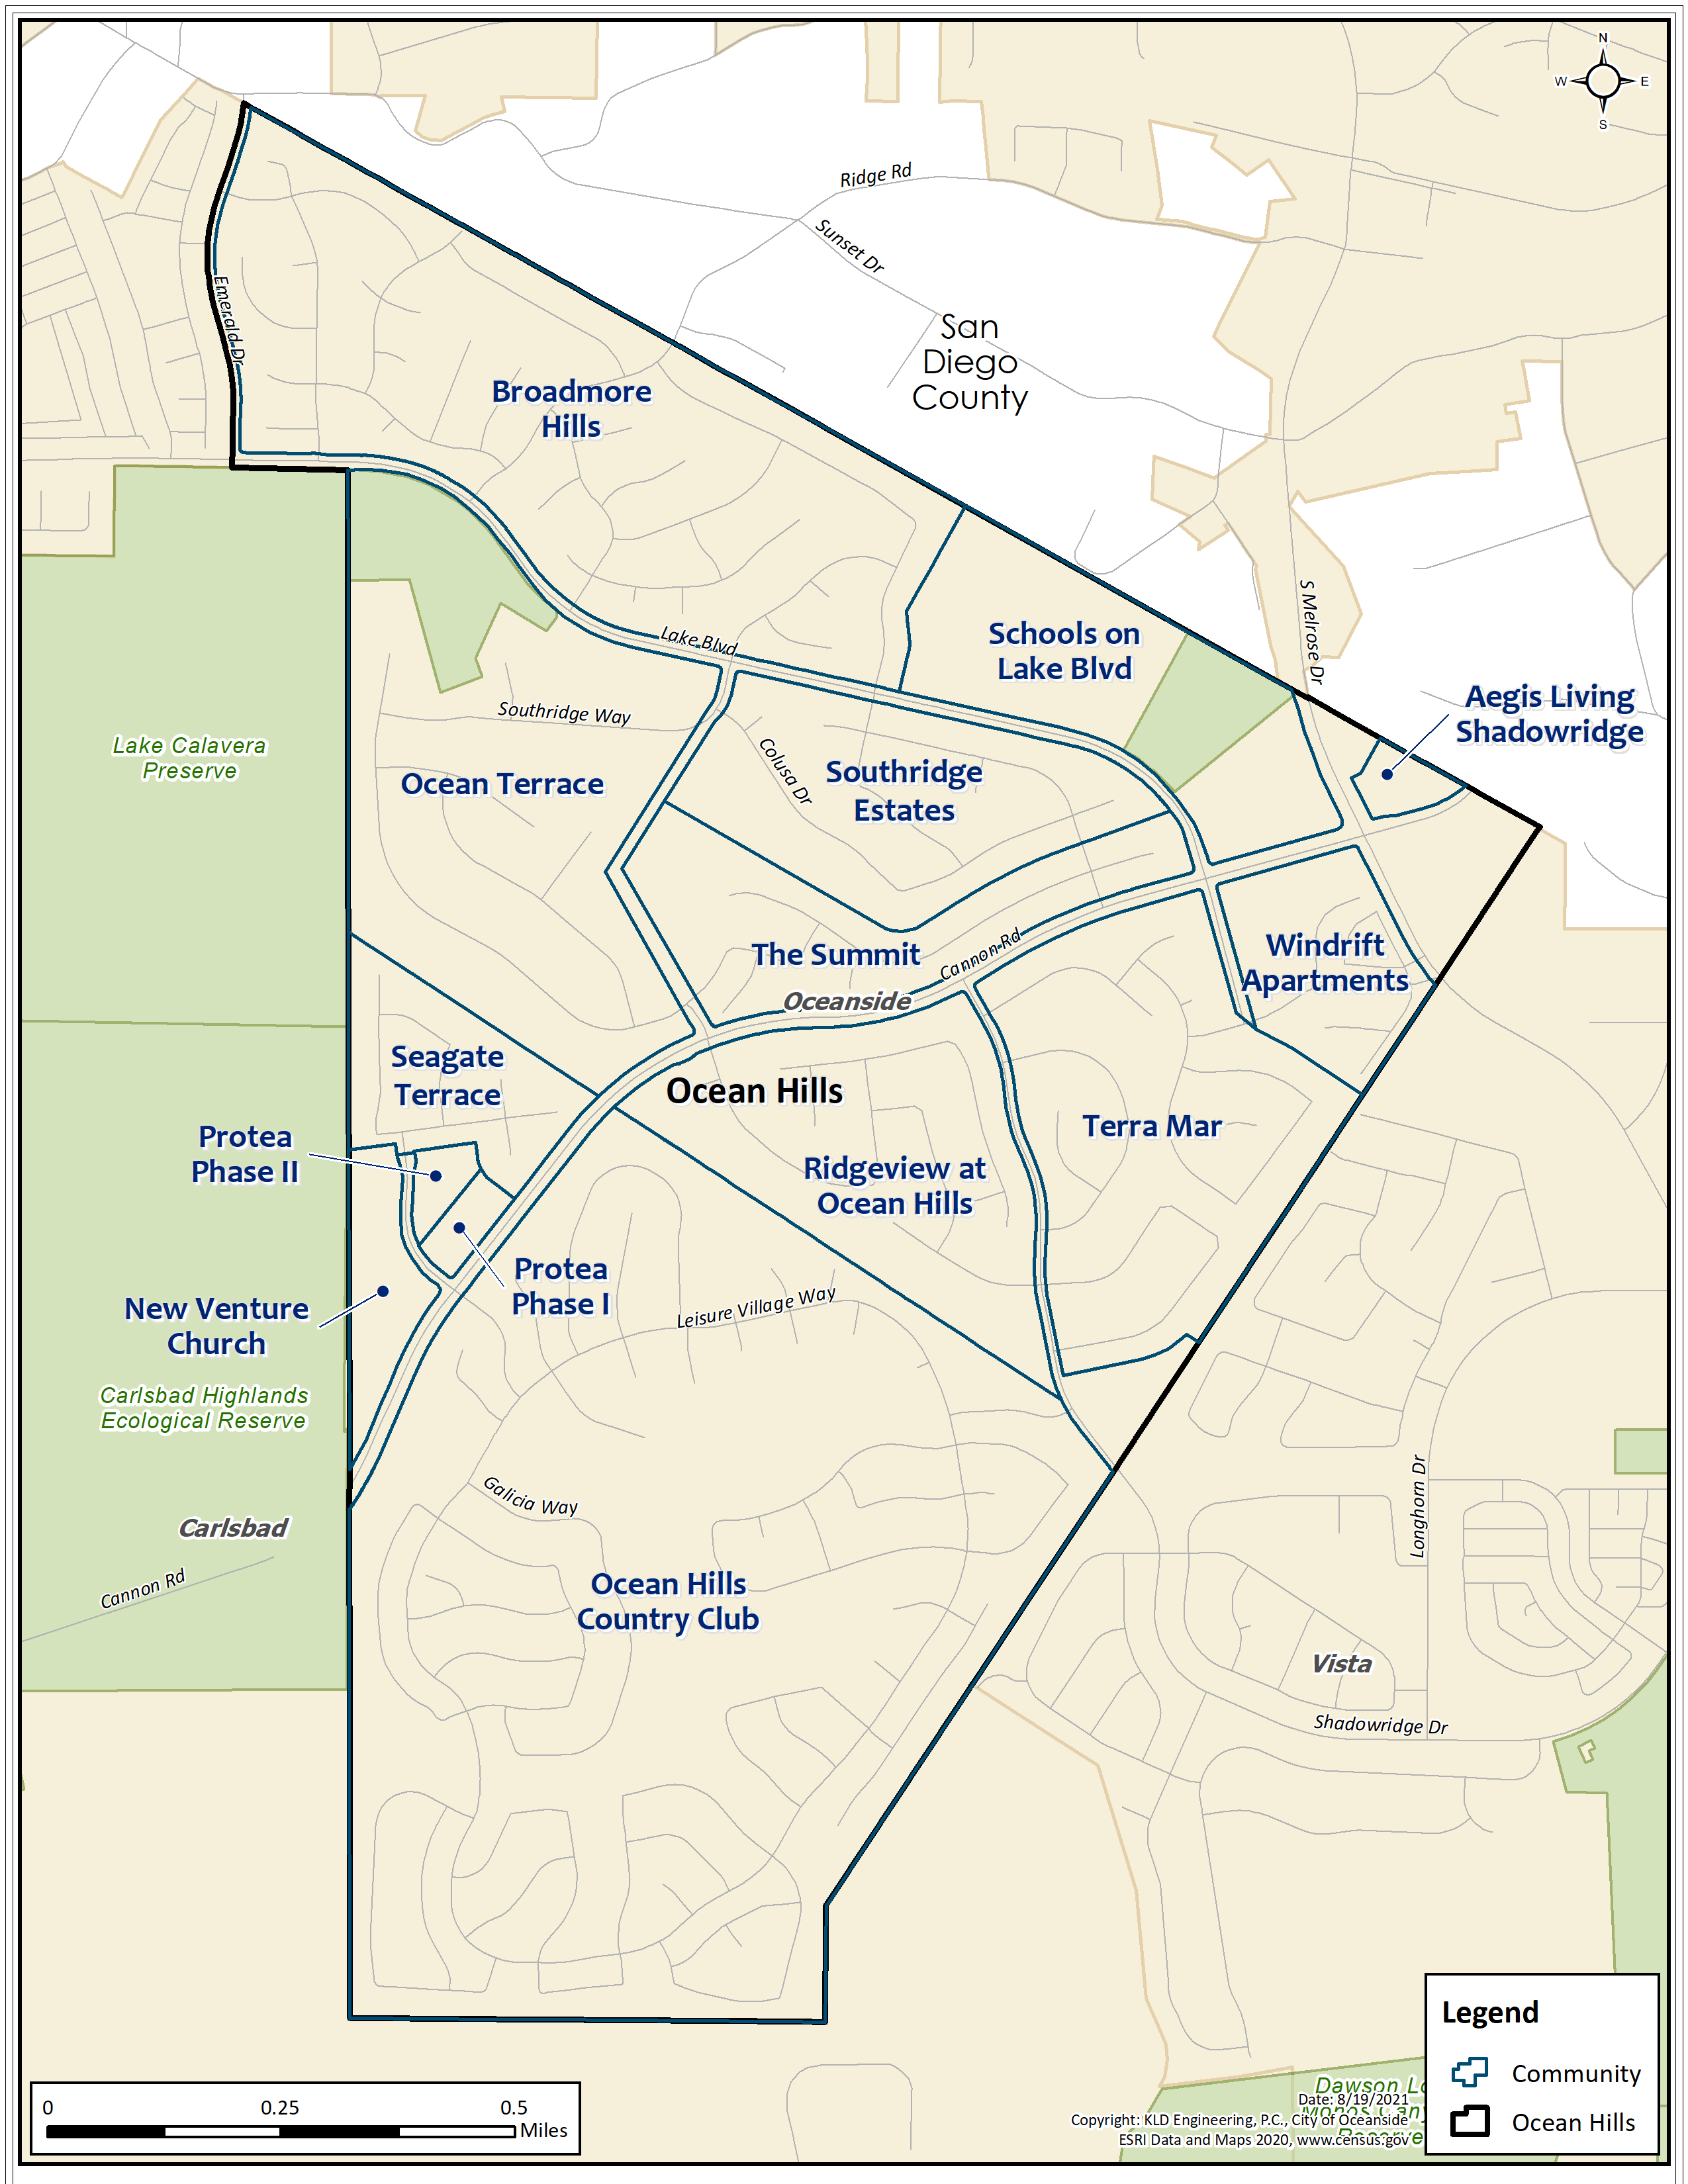 N
W E
S
Ridge Rd
Sunset Dr
San
Diego
County
Emerald Dr
Broadmore
Hills
S Melrose Dr
Lake Blvd
Schools on
Lake Blvd
Aegis Living
Shadowridge
Southridge Way
Lake Calavera
Preserve
Colusa Dr
Ocean Terrace
Southridge
Estates
The Summit
Cannon Rd
Windrift
Apartments
Oceanside
Seagate
Terrace
Ocean Hills
Terra Mar
Protea
Phase II
Ridgeview at
Ocean Hills
Protea
Phase I
New Venture
Church
Leisure Village Way
Carlsbad Highlands
Ecological Reserve
Galicia Way
Longhorn Dr
Carlsbad
Cannon Rd
Ocean Hills
Country Club
Vista
Shadowridge Dr
Legend
Community
Ocean Hills
0 0.25 0.5
Miles
Dawson
Date: 8/19/2021
Copyright: KLD Engineering, P.C., City of Oceanside
ESRI Data and Maps 2020, www.census.gov